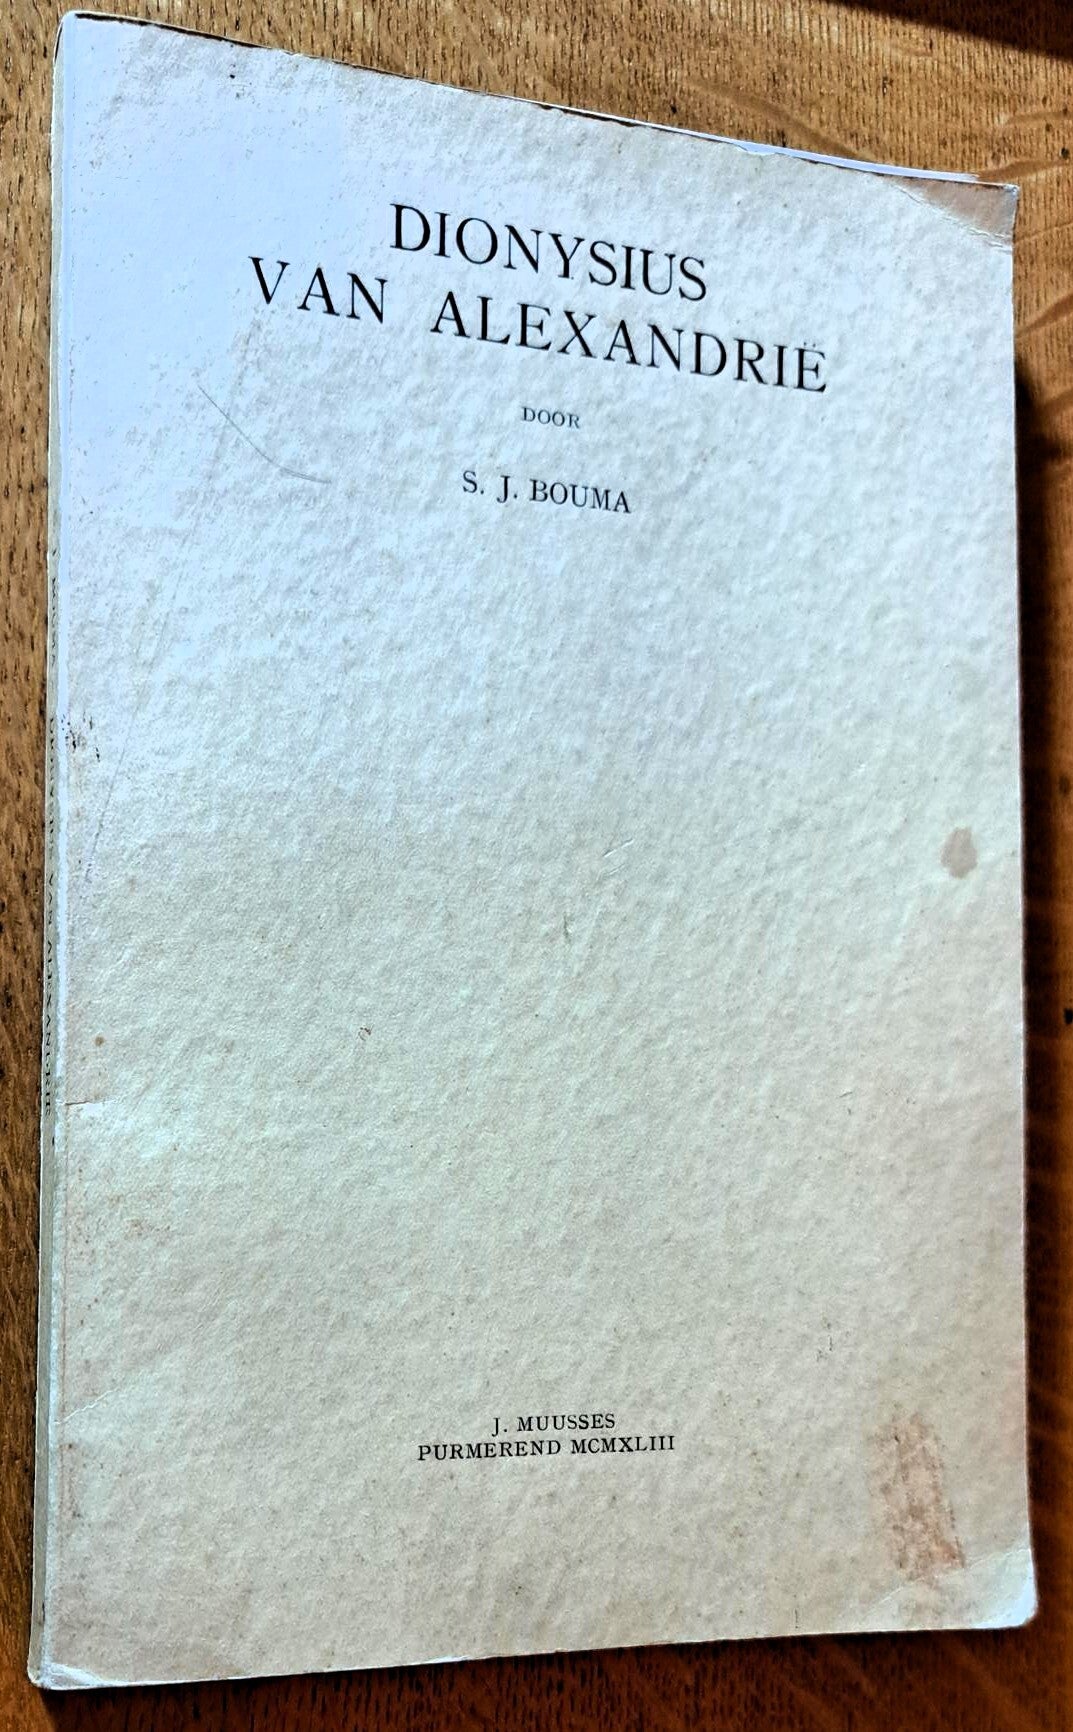 DIONYSIUS
VAN ALEXANDRIË
DOOR
S. J. BOUMA
J. MUUSSES
PURMEREND MCMXLIII